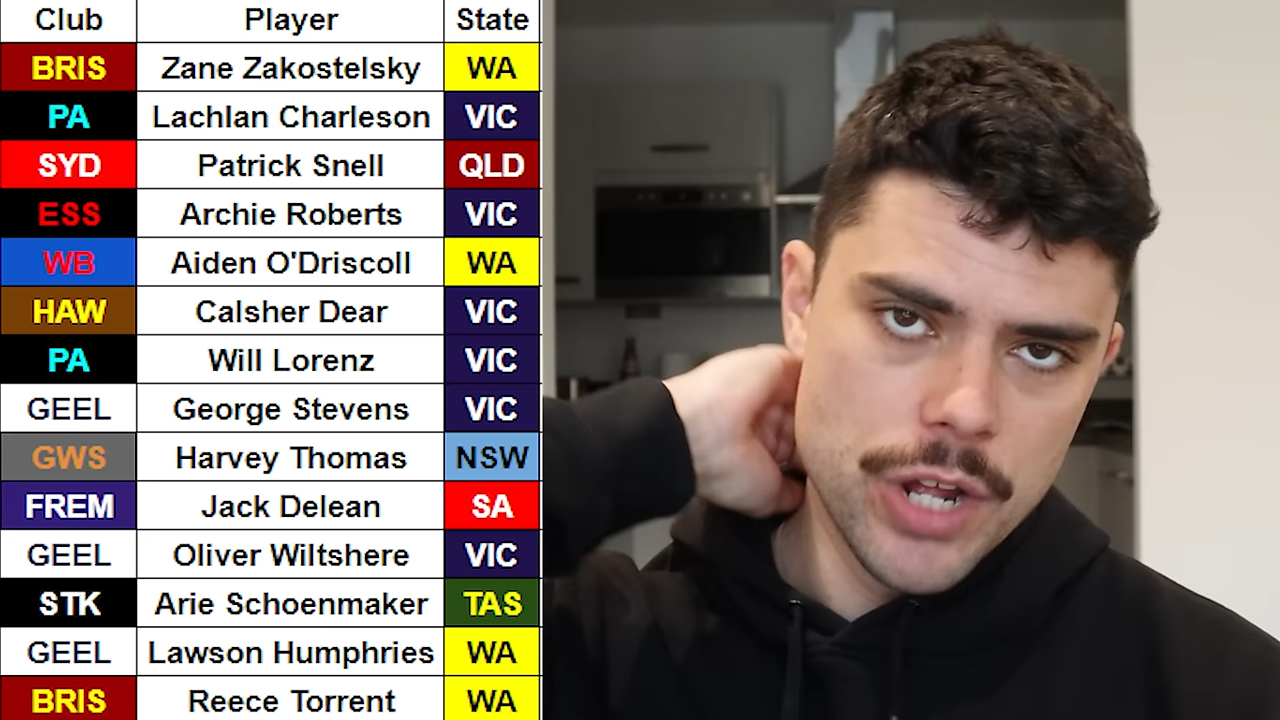 Club Player State
BRIS Zane Zakostelsky WA
PA Lachlan Charleson VIC
SYD Patrick Snell QLD
ESS Archie Roberts VIC
WB Aiden O'Driscoll WA
HAW Calsher Dear VIC
PA Will Lorenz VIC
GEEL George Stevens VIC
GWS Harvey Thomas NSW
FREM Jack Delean SA
GEEL Oliver Wiltshere VIC
STK Arie Schoenmaker TAS
GEEL Lawson Humphries WA
BRIS Reece Torrent WA